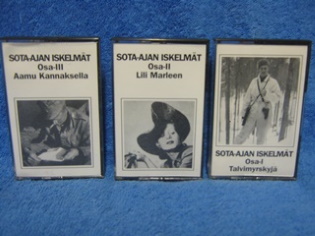 SOTA-AJAN ISKELMÄT
Osa-III
Aamu Kannaksella
SOTA-AJAN ISKELMÄT
Osa-II
Lili Marleen
SOTA-AJAN ISKELMÄT
Osa-I
Talvimyrskyjä